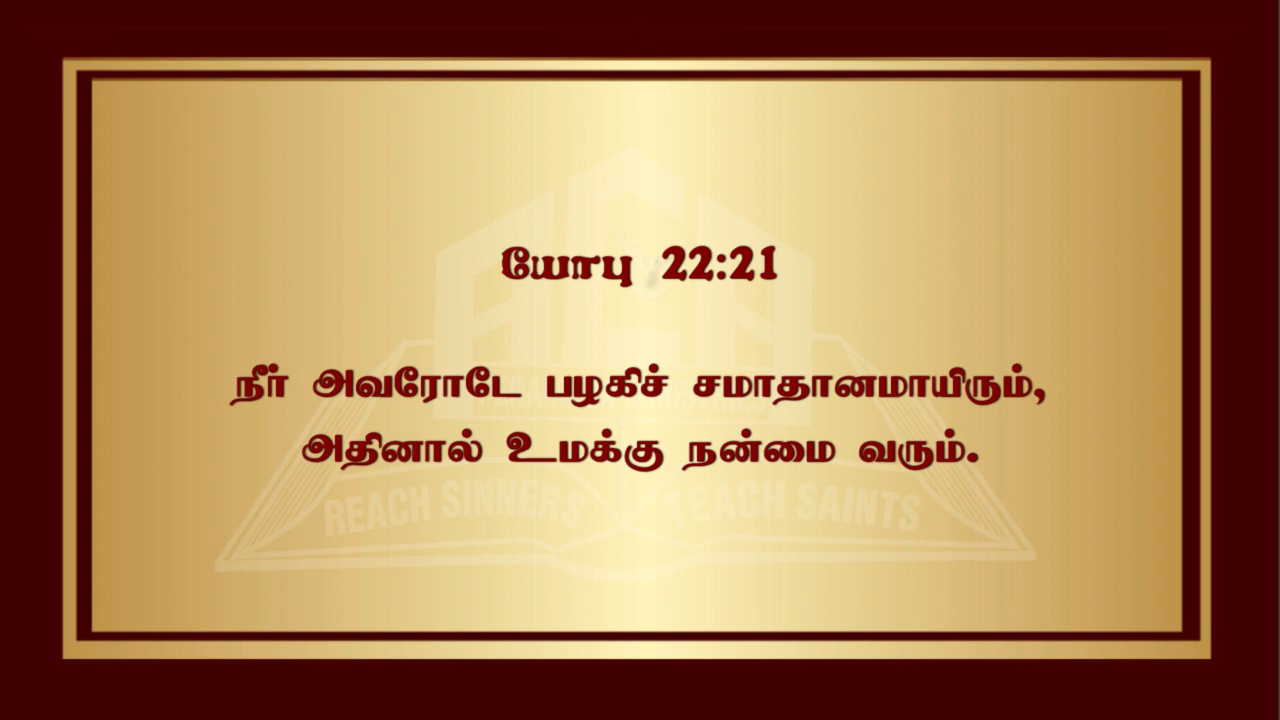 யோபு 22:21
நீர் அவரோடே பழகிச் சமாதானமாயிரும்,
அதினால் உமக்கு நன்மை வரும்.
REACH SINNERS TEACH SAINTS